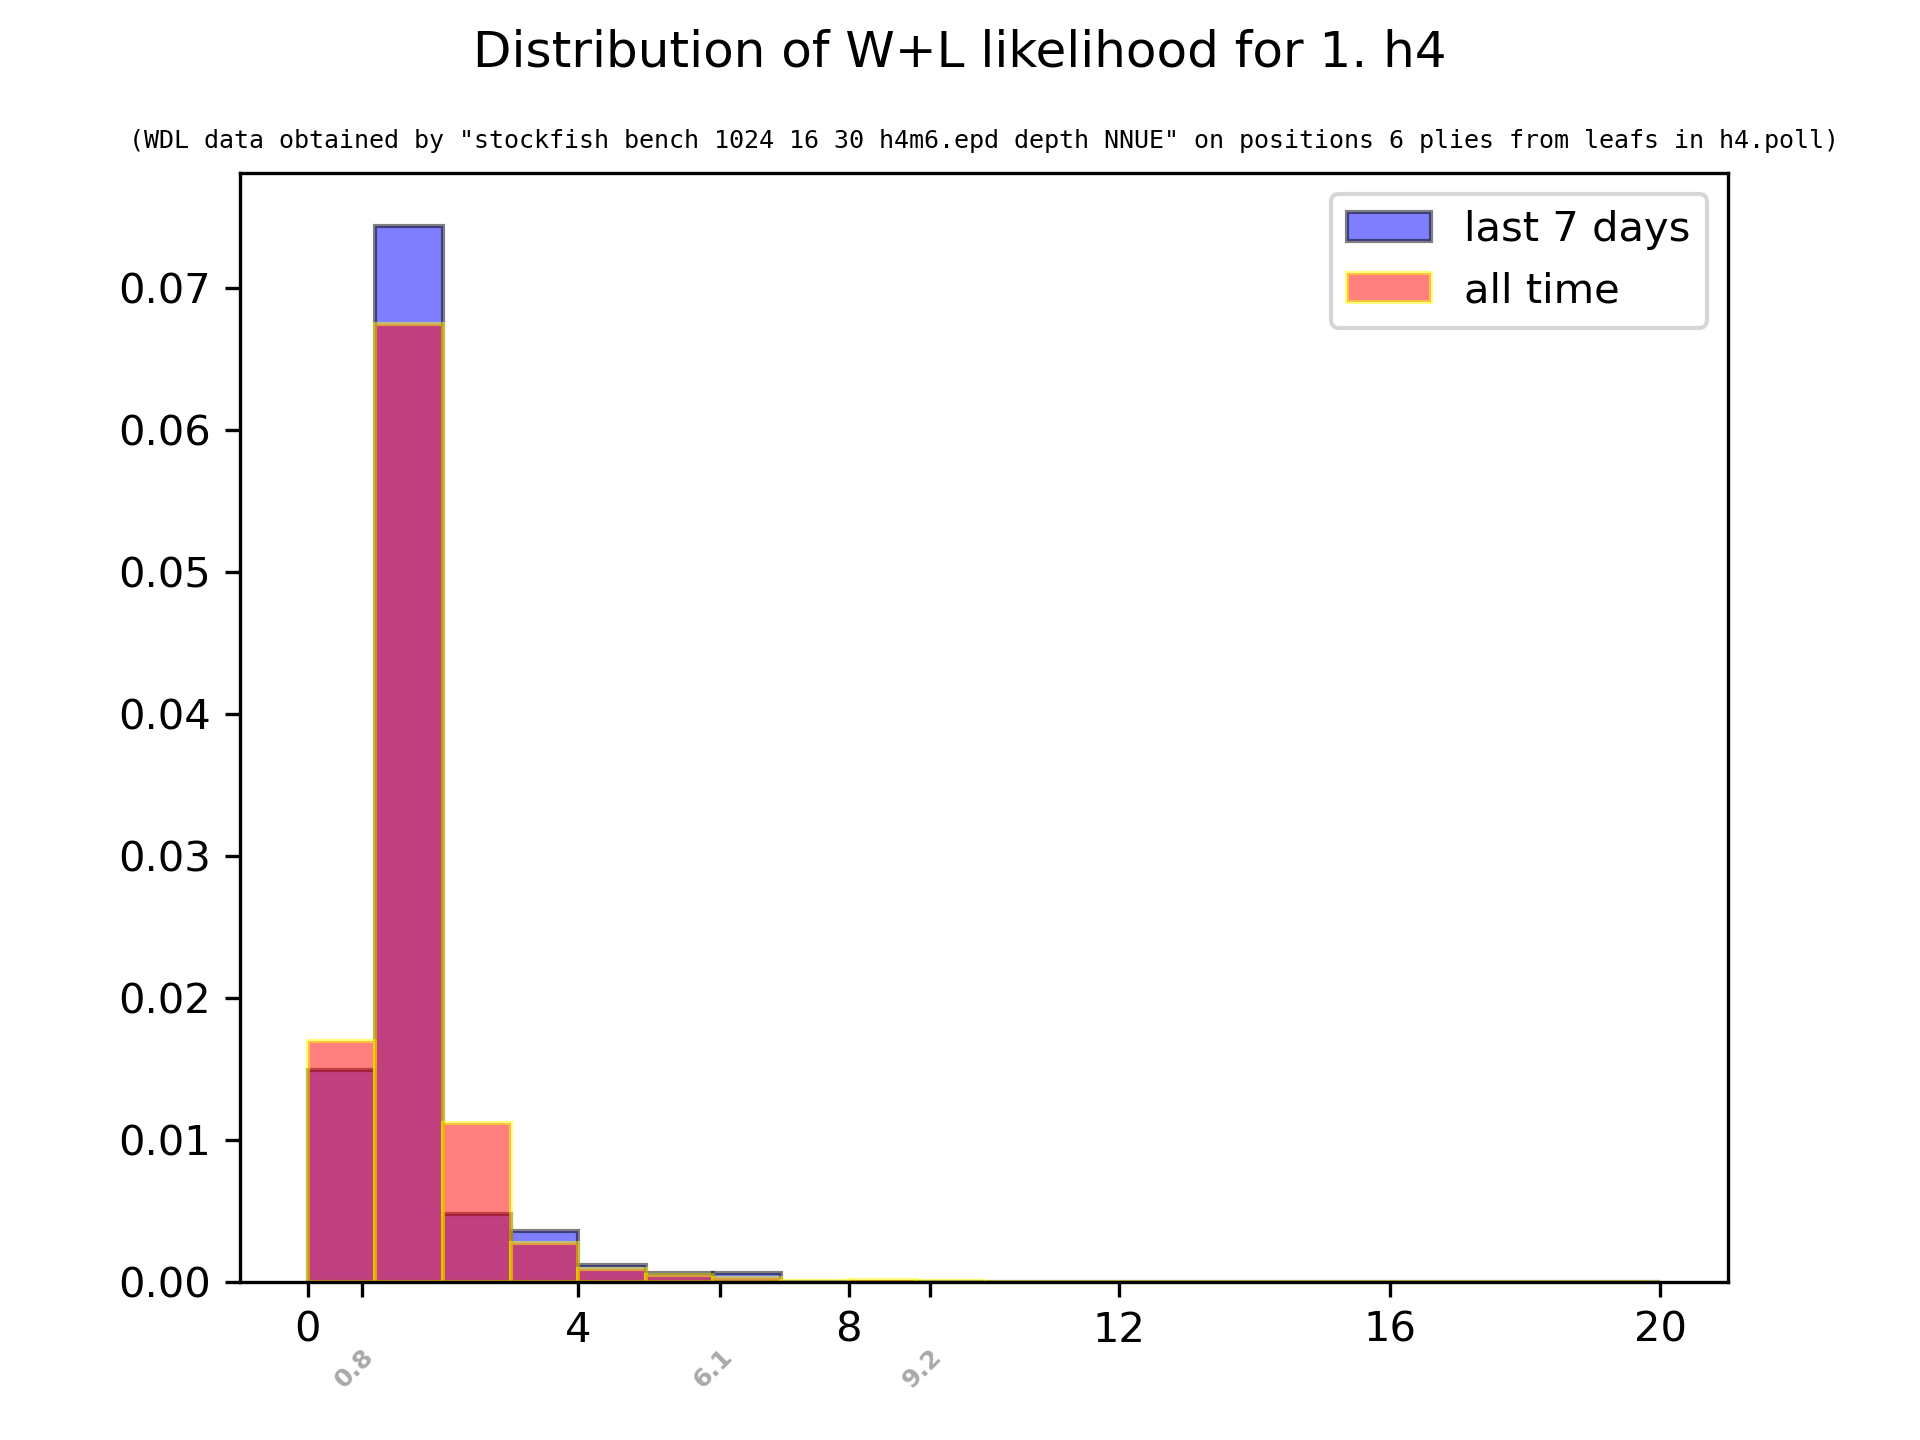 Distribution of W+L likelihood for 1. h4
(WDL data obtained by "stockfish bench 1024 16 30 h4m6.epd depth NNUE" on positions 6 plies from leafs in h4.poll)
last 7 days
all time
0.07
0.06
0.05
0.04
0.03
0.02
0.01
0.00
0 4 8 12 16 20
0.8 6.1 9.2